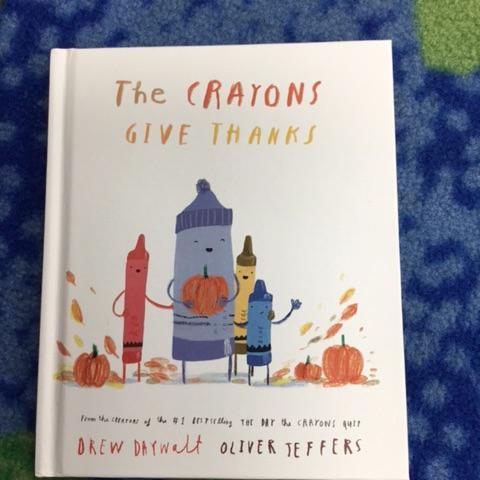 The CRAYONS
GIVE THANKS
From the creators of the #1 BESTSELLING THE DAY the CRAYONS QUIT
DREW DAYWALT OLIVER JEFFERS